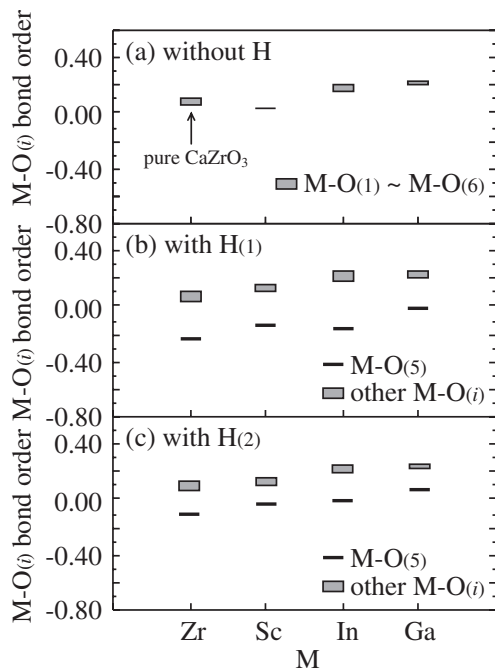 (a) without H
0.40
0.00
-0.40
-0.80
M-O(i) bond order
pure CaZrO3
M-O(1) ~ M-O(6)
(b) with H(1)
0.40
0.00
-0.40
-0.80
M-O(i) bond order
M-O(5)
other M-O(i)
(c) with H(2)
0.40
0.00
-0.40
-0.80
M-O(i) bond order
M-O(5)
other M-O(i)
Zr Sc In Ga
M